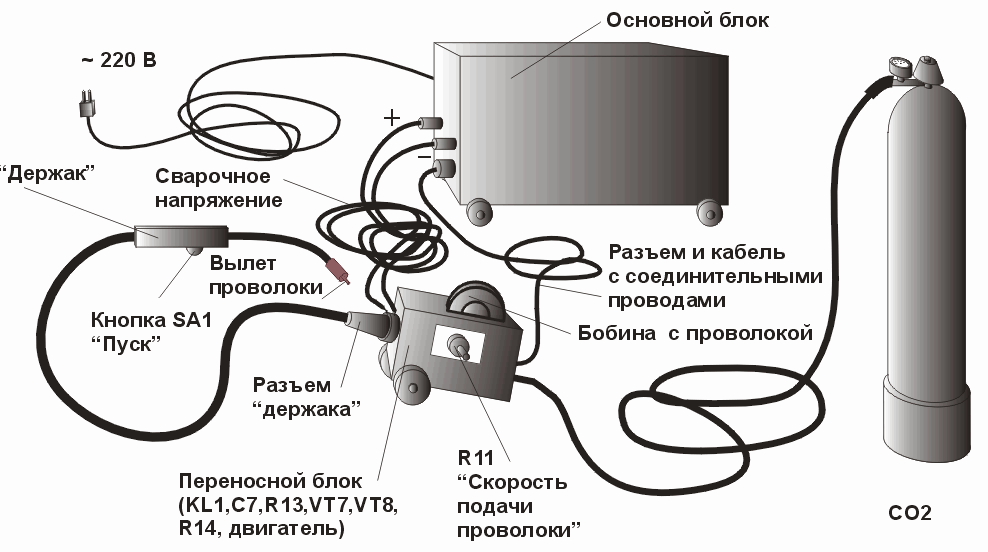 Основной блок
~ 220 В
+
–
“Держак”
Сварочное
напряжение
Вылет
проволоки
Разъем и кабель
с соединительными
проводами
Кнопка SA1
“Пуск”
Бобина с проволокой
Разъем
“держака”
R11
“Скорость
подачи
проволоки”
Переносной блок
(KL1,C7,R13,VT7,VT8,
R14, двигатель)
CO2